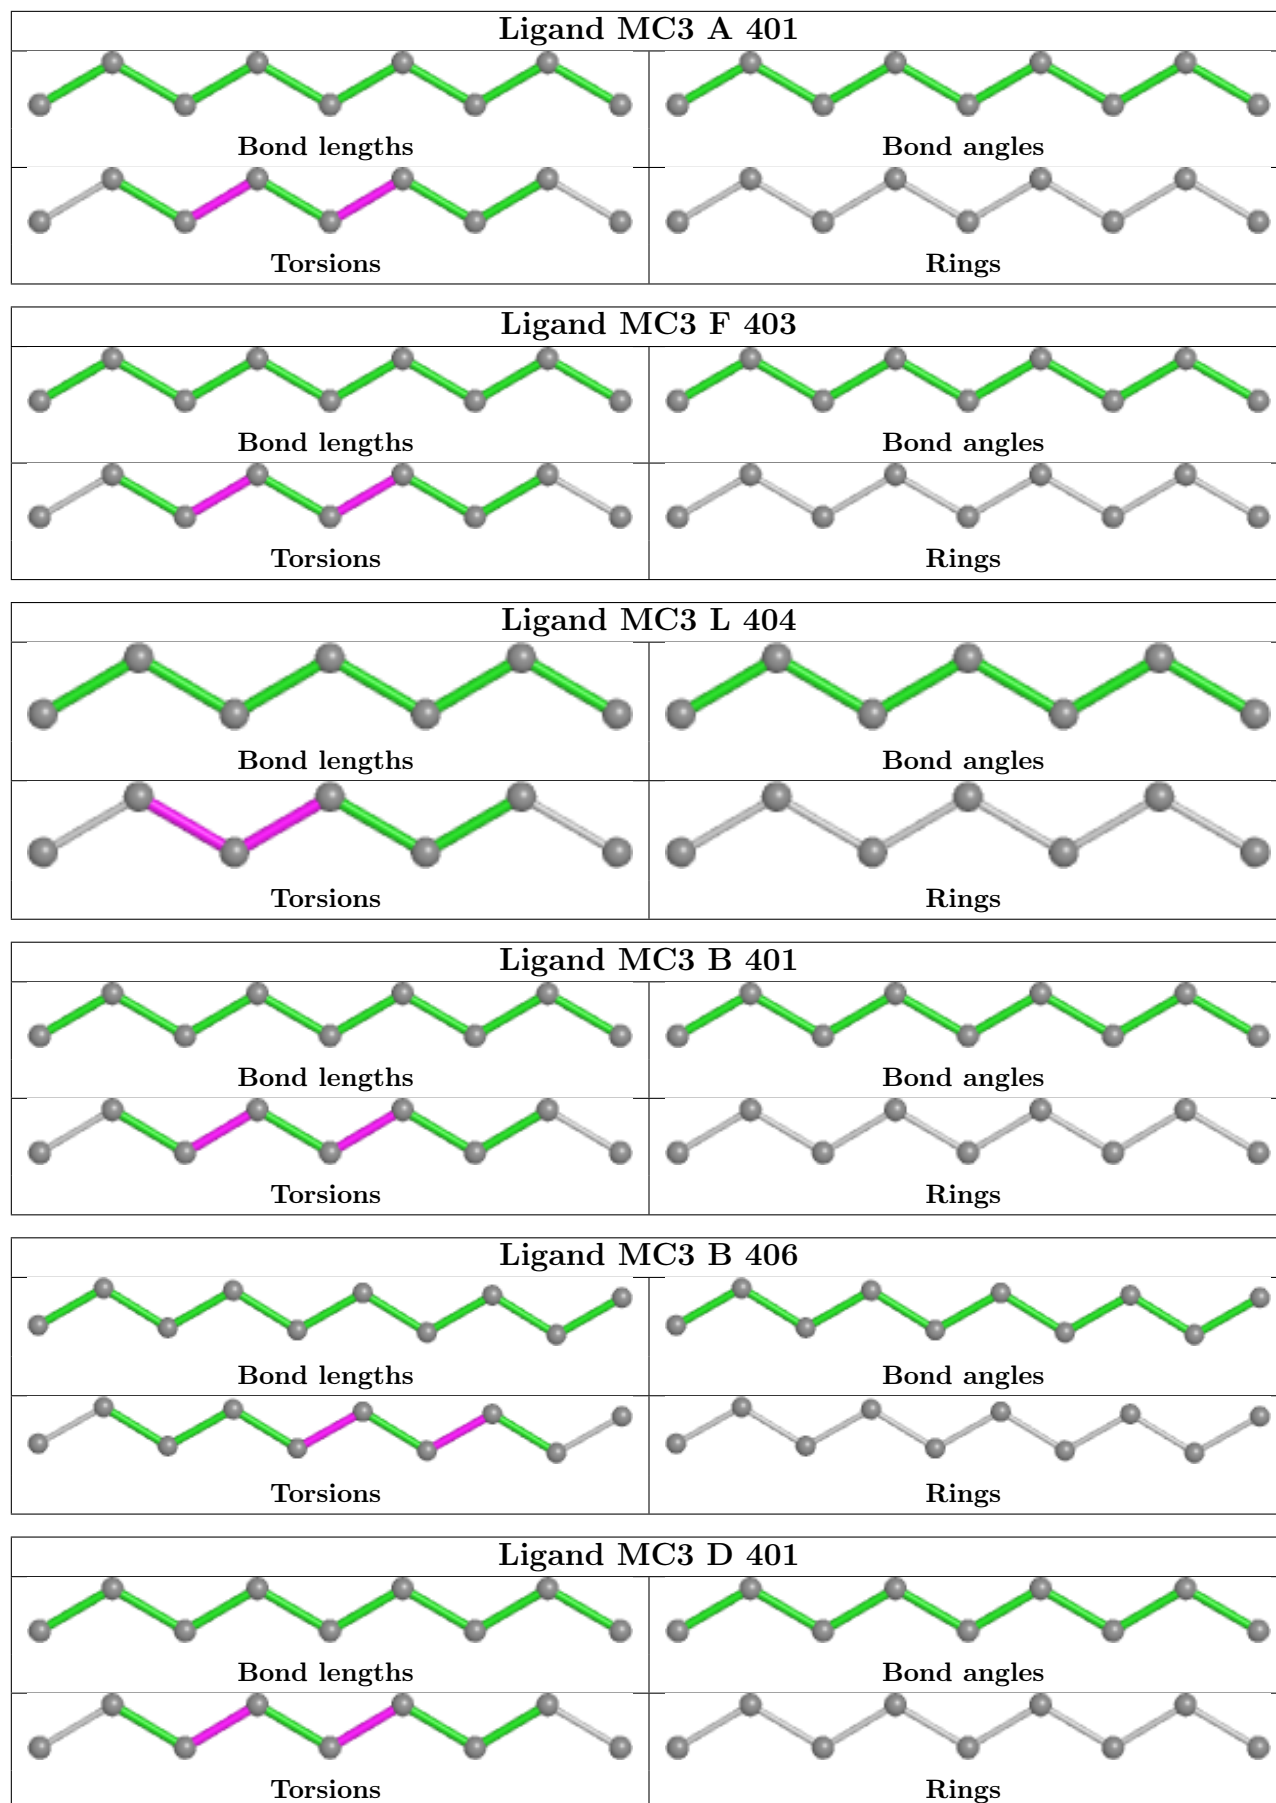 Ligand MC3 A 401
Bond lengths
Bond angles
Torsions
Rings
Ligand MC3 F 403
Bond lengths
Bond angles
Torsions
Rings
Ligand MC3 L 404
Bond lengths
Bond angles
Torsions
Rings
Ligand MC3 B 401
Bond lengths
Bond angles
Torsions
Rings
Ligand MC3 B 406
Bond lengths
Bond angles
Torsions
Rings
Ligand MC3 D 401
Bond lengths
Bond angles
Torsions
Rings